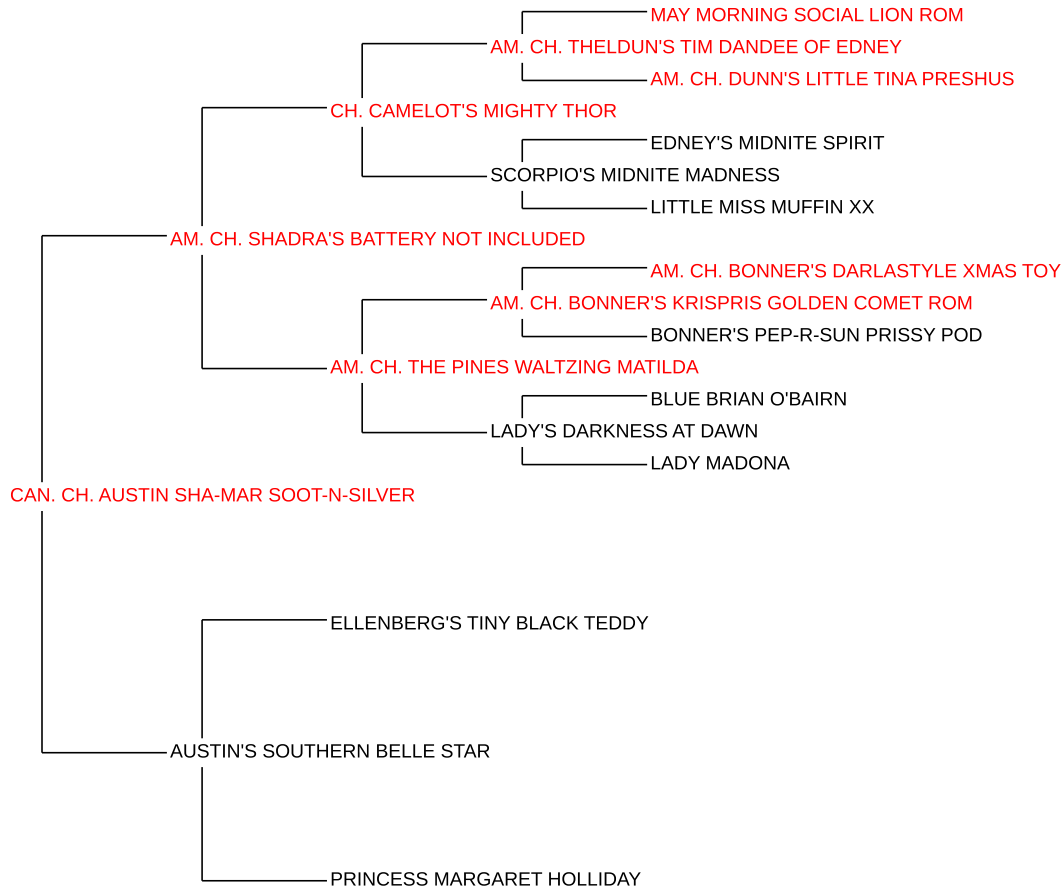 MAY MORNING SOCIAL LION ROM
AM. CH. THELDUN'S TIM DANDEE OF EDNEY
AM. CH. DUNN'S LITTLE TINA PRESHUS
CH. CAMELOT'S MIGHTY THOR
EDNEY'S MIDNITE SPIRIT
SCORPIO'S MIDNITE MADNESS
LITTLE MISS MUFFIN XX
AM. CH. SHADRA'S BATTERY NOT INCLUDED
AM. CH. BONNER'S DARLASTYLE XMAS TOY
AM. CH. BONNER'S KRISPRIS GOLDEN COMET ROM
BONNER'S PEP-R-SUN PRISSY POD
AM. CH. THE PINES WALTZING MATILDA
BLUE BRIAN O'BAIRN
LADY'S DARKNESS AT DAWN
LADY MADONA
CAN. CH. AUSTIN SHA-MAR SOOT-N-SILVER
ELLENBERG'S TINY BLACK TEDDY
AUSTIN'S SOUTHERN BELLE STAR
PRINCESS MARGARET HOLLIDAY